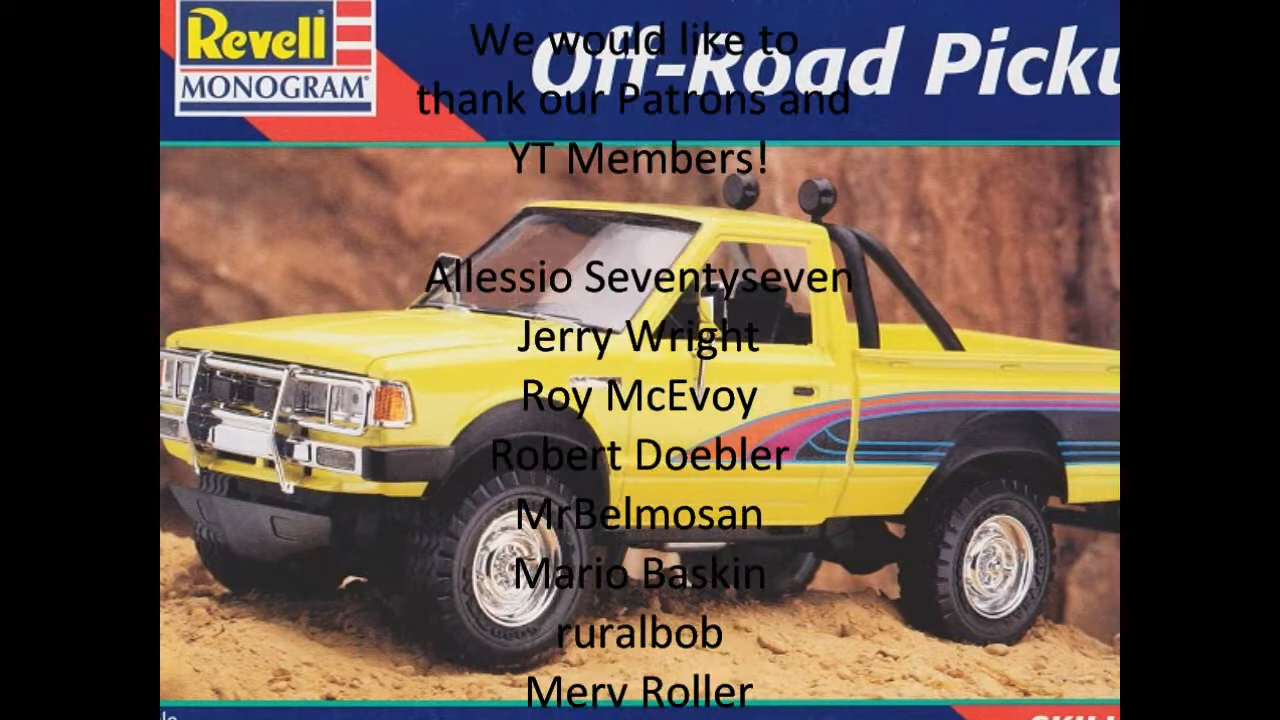 Revell
MONOGRAM
Off-Road
We would like to
thank our Patrons and
YT Members!
Allessio Seventyseven
Jerry Wright
Roy McEvoy
Robert Doebler
MrBelmosan
Mario Baskin
ruralbob
Merv Roller